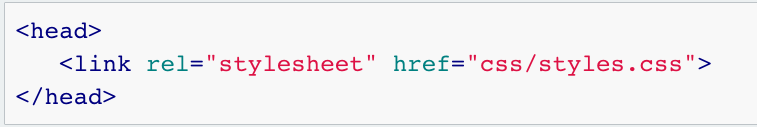 <head>
   <link rel="stylesheet" href="css/styles.css">
</head>